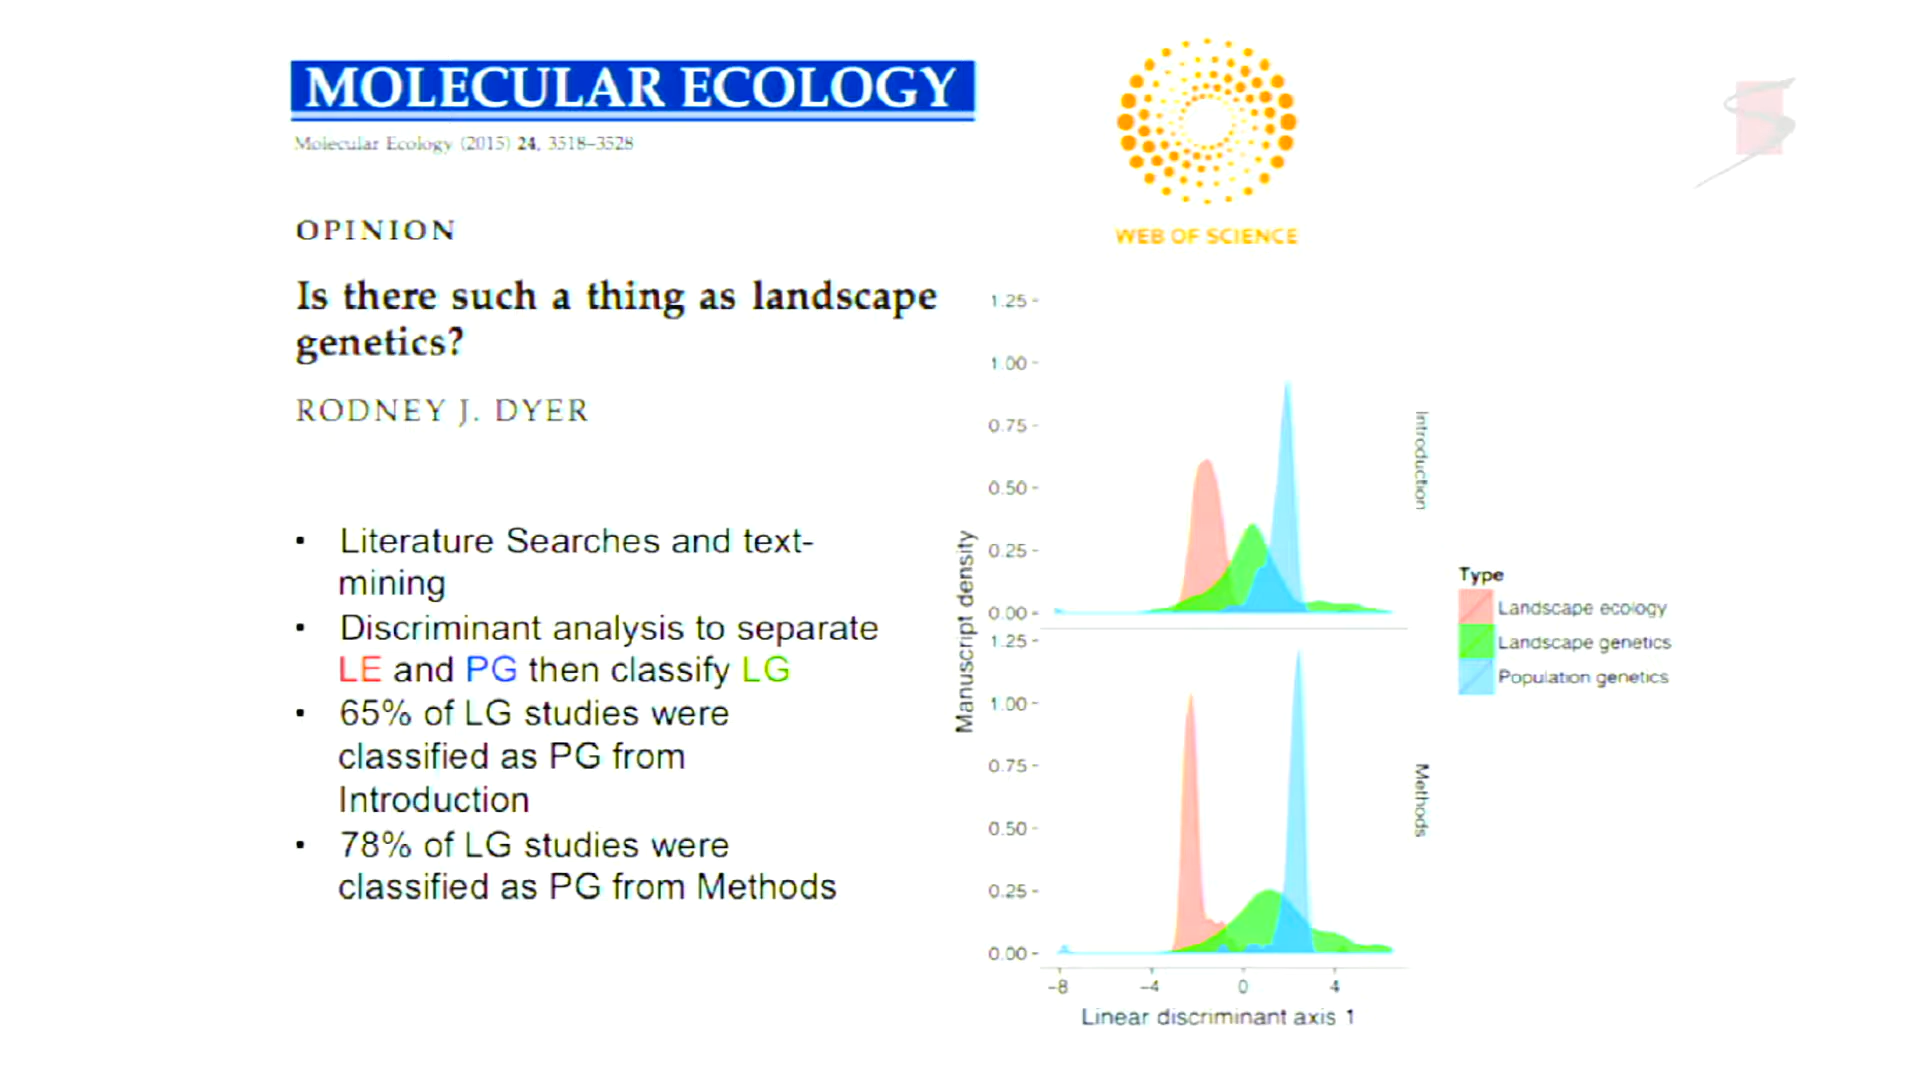 MOLECULAR ECOLOGY
Molecular Ecology (2015) 24, 3518–3528
OPINION
Is there such a thing as landscape
genetics?
RODNEY J. DYER
• Literature Searches and text-
mining
• Discriminant analysis to separate
LE and PG then classify LG
• 65% of LG studies were
classified as PG from
Introduction
• 78% of LG studies were
classified as PG from Methods
WEB OF SCIENCE
Manuscript density
1.25
1.00
0.75
0.50
0.25
0.00
Introduction
1.25
1.00
0.75
0.50
0.25
0.00
Methods
-8 -4 0 4
Linear discriminant axis 1
Type
Landscape ecology
Landscape genetics
Population genetics